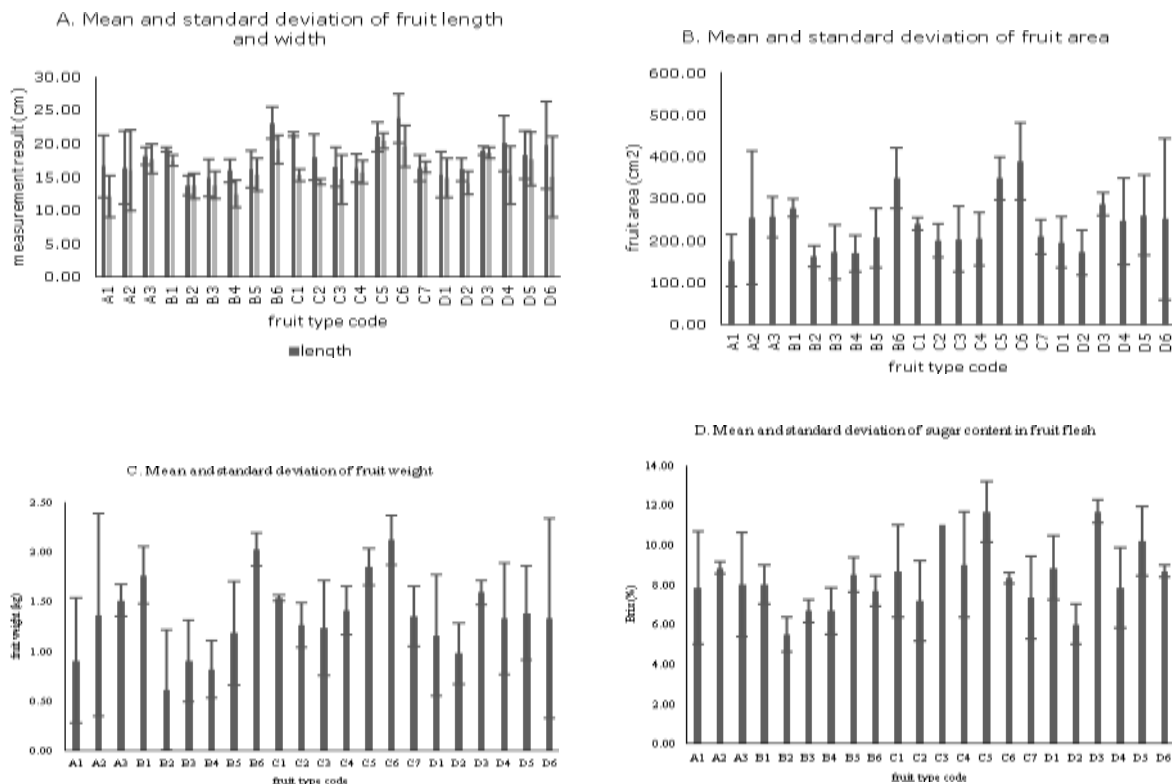 A. Mean and standard deviation of fruit length
and width
30.00
25.00
20.00
15.00
10.00
5.00
0.00
measurement result (cm)
A1 A2 A3 B1 B2 B3 B4 B5 B6 C1 C2 C3 C4 C5 C6 C7 D1 D2 D3 D4 D5 D6
fruit type code
length
B. Mean and standard deviation of fruit area
600.00
500.00
400.00
300.00
200.00
100.00
0.00
fruit area (cm2)
A1 A2 A3 B1 B2 B3 B4 B5 B6 C1 C2 C3 C4 C5 C6 C7 D1 D2 D3 D4 D5 D6
fruit type code
C. Mean and standard deviation of fruit weight
2.50
2.00
1.50
1.00
0.50
0.00
fruit weight (kg)
A1 A2 A3 B1 B2 B3 B4 B5 B6 C1 C2 C3 C4 C5 C6 C7 D1 D2 D3 D4 D5 D6
fruit type code
D. Mean and standard deviation of sugar content in fruit flesh
14.00
12.00
10.00
8.00
6.00
4.00
2.00
0.00
Brix(%)
A1 A2 A3 B1 B2 B3 B4 B5 B6 C1 C2 C3 C4 C5 C6 C7 D1 D2 D3 D4 D5 D6
fruit type code